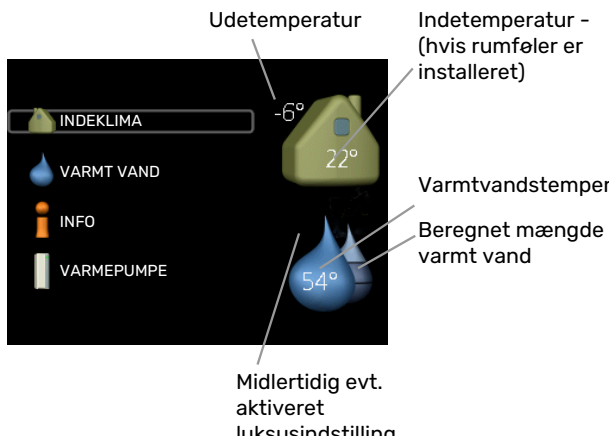 Udetemperatur
Indetemperatur -
(hvis rumføler er
installeret)
-6°
INDEKLIMA
22°
VARMT VAND
INFO
Beregnet mængde
varmt vand
VARMEPUMPE
54°
Midlertidig evt.
aktiveret
luksusindstilling